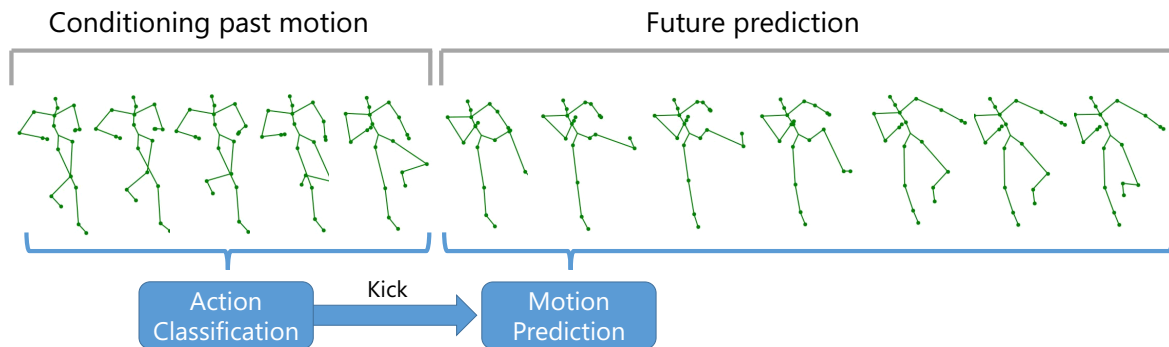 Conditioning past motion
Future prediction
Kick
Action
Classification
Motion
Prediction